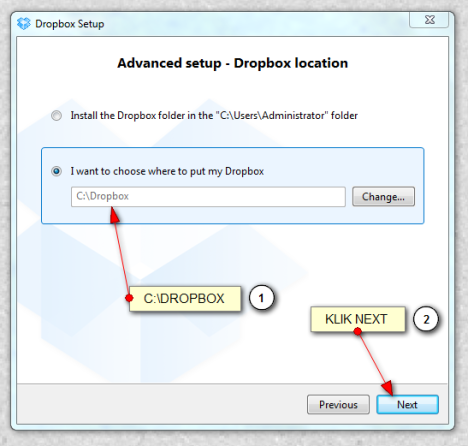 Dropbox Setup
Advanced setup - Dropbox location
Install the Dropbox folder in the "C:\Users\Administrator" folder
I want to choose where to put my Dropbox
C:\Dropbox
Change...
C:\DROPBOX 1
KLIK NEXT 2
Previous Next